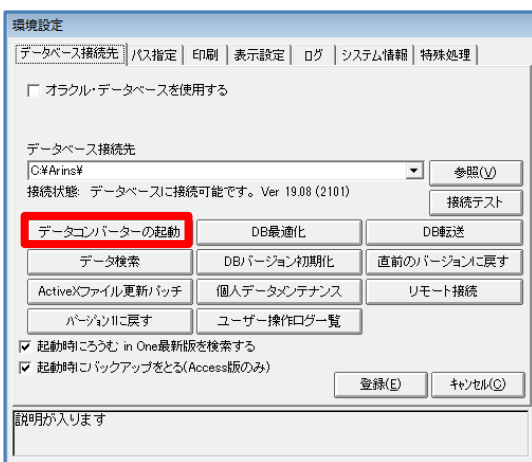 環境設定
データベース接続先 パス指定 印刷 表示設定 ログ システム情報 特殊処理
オラクル・データベースを使用する
データベース接続先
C:¥Arins¥ 参照(V)
接続状態: データベースに接続可能です。 Ver 19.08 (2101)
接続テスト
データコンバーターの起動 DB最適化 DB転送
データ検索 DBバージョン初期化 直前のバージョンに戻す
ActiveXファイル更新バッチ 個人データメンテナンス リモート接続
バージョン11に戻す ユーザー操作ログ一覧
起動時にろうむ in One最新版を検索する
起動時にバックアップをとる(Access版のみ)
登録(E) キャンセル(C)
説明が入ります